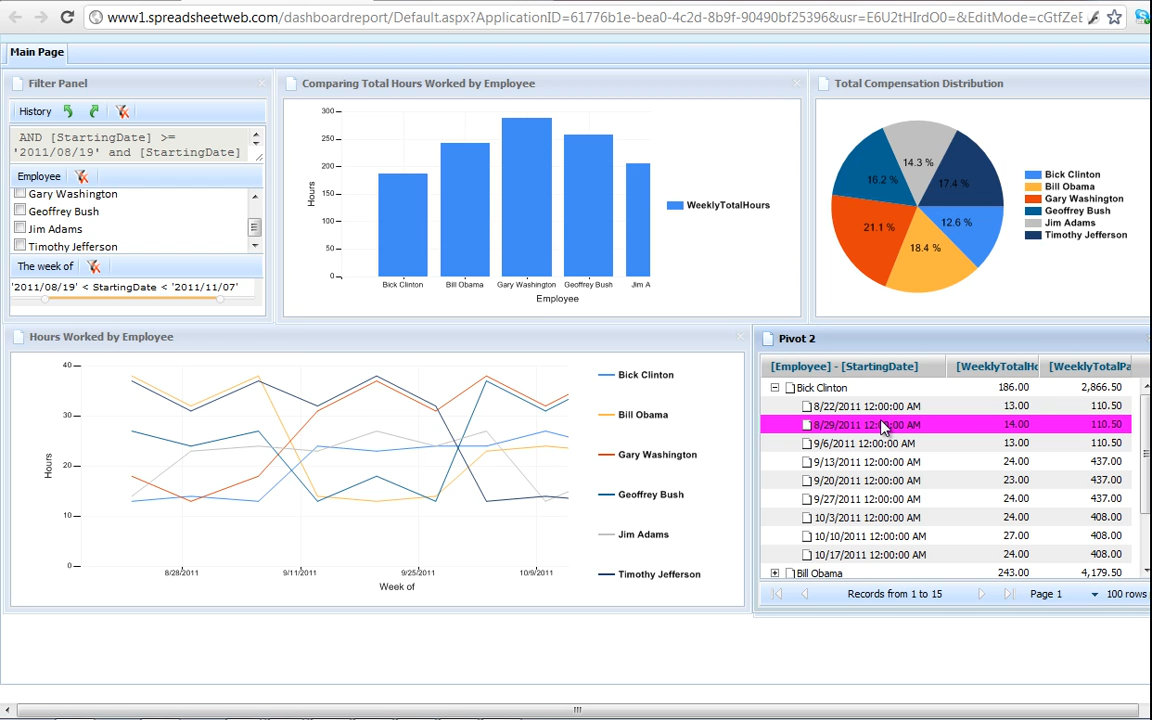 www1.spreadsheetweb.com/dashboardreport/Default.aspx?ApplicationID=61776b1e-bea0-4c2d-8b9f-90490bf25396&usr=E6U2tHIrdO0=&EditMode=cGtfZeE
Main Page
Filter Panel
History
AND [StartingDate] >=
'2011/08/19' and [StartingDate]
Employee
Gary Washington
Geoffrey Bush
Jim Adams
Timothy Jefferson
The week of
'2011/08/19' < StartingDate < '2011/11/07'
Comparing Total Hours Worked by Employee
300
250
200
150
100
50
0
Hours
Bick Clinton Bill Obama Gary Washington Geoffrey Bush Jim A
Employee
WeeklyTotalHours
Total Compensation Distribution
14.3 %
17.4 %
16.2 %
12.6 %
21.1 %
18.4 %
Bick Clinton
Bill Obama
Gary Washington
Geoffrey Bush
Jim Adams
Timothy Jefferson
Hours Worked by Employee
40
30
20
10
0
Hours
8/28/2011 9/11/2011 9/25/2011 10/9/2011
Week of
Bick Clinton
Bill Obama
Gary Washington
Geoffrey Bush
Jim Adams
Timothy Jefferson
Pivot 2
[Employee] - [StartingDate] [WeeklyTotalHo [WeeklyTotalPa
Bick Clinton 186.00 2,866.50
8/22/2011 12:00:00 AM 13.00 110.50
8/29/2011 12:00:00 AM 14.00 110.50
9/6/2011 12:00:00 AM 13.00 110.50
9/13/2011 12:00:00 AM 24.00 437.00
9/20/2011 12:00:00 AM 23.00 437.00
9/27/2011 12:00:00 AM 24.00 437.00
10/3/2011 12:00:00 AM 24.00 408.00
10/10/2011 12:00:00 AM 27.00 408.00
10/17/2011 12:00:00 AM 24.00 408.00
Bill Obama 243.00 4,179.50
Records from 1 to 15 Page 1 100 rows